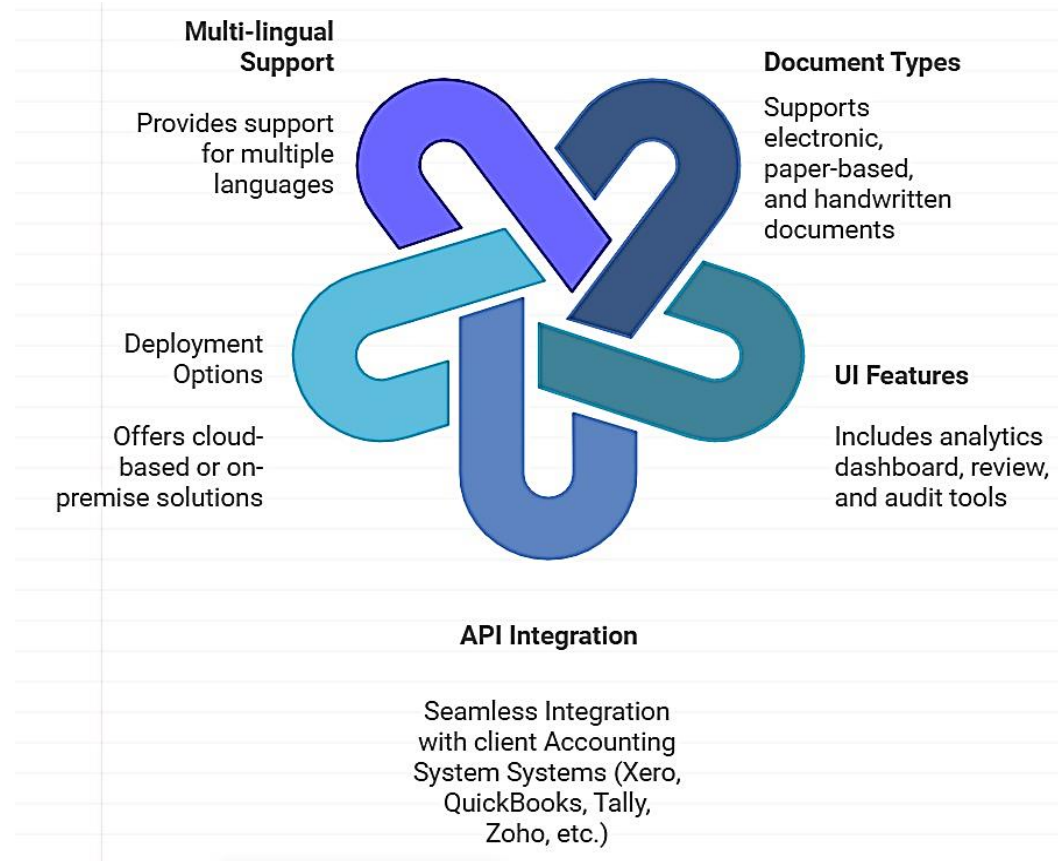 Multi-lingual
Support
Provides support
for multiple
languages
Document Types
Supports
electronic,
paper-based,
and handwritten
documents
Deployment
Options
Offers cloud-
based or on-
premise solutions
UI Features
Includes analytics
dashboard, review,
and audit tools
API Integration
Seamless Integration
with client Accounting
System Systems (Xero,
QuickBooks, Tally,
Zoho, etc.)